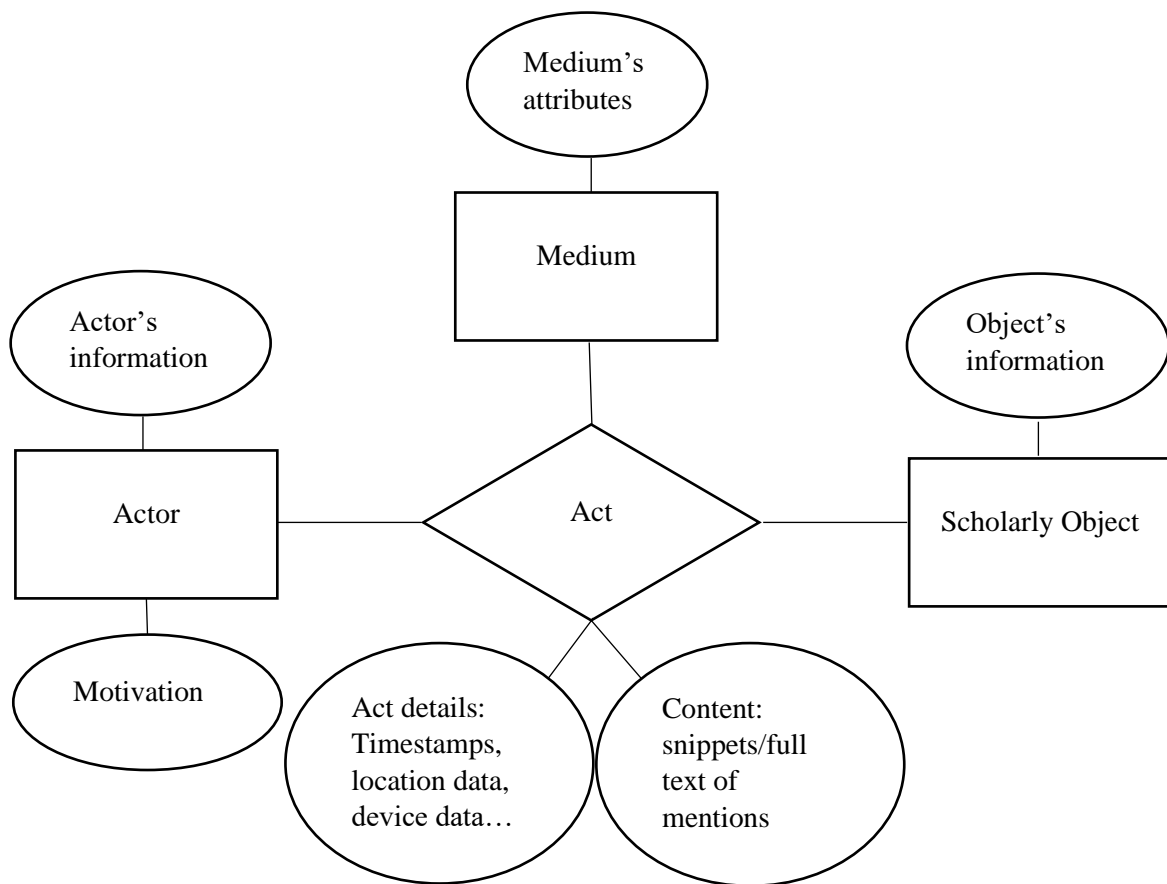 Medium’s
attributes
Medium
Actor’s
information
Object’s
information
Actor
Act
Scholarly Object
Motivation
Act details:
Timestamps,
location data,
device data…
Content:
snippets/full
text of
mentions